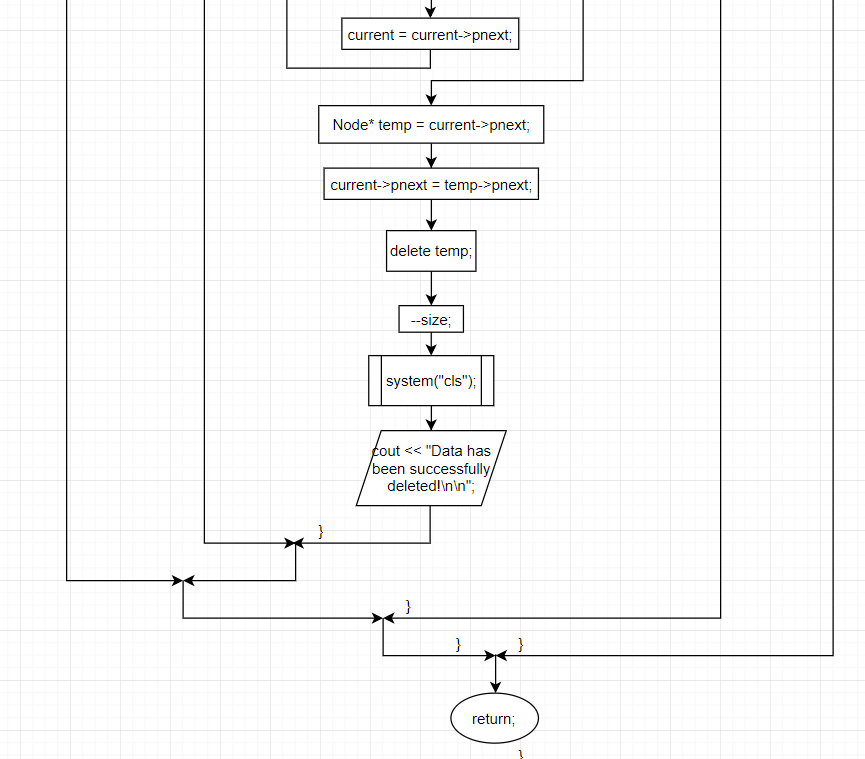 current = current->pnext;
Node* temp = current->pnext;
current->pnext = temp->pnext;
delete temp;
--size;
system("cls");
cout << "Data has
been successfully
deleted!\n\n";
}
}
} }
return;
}